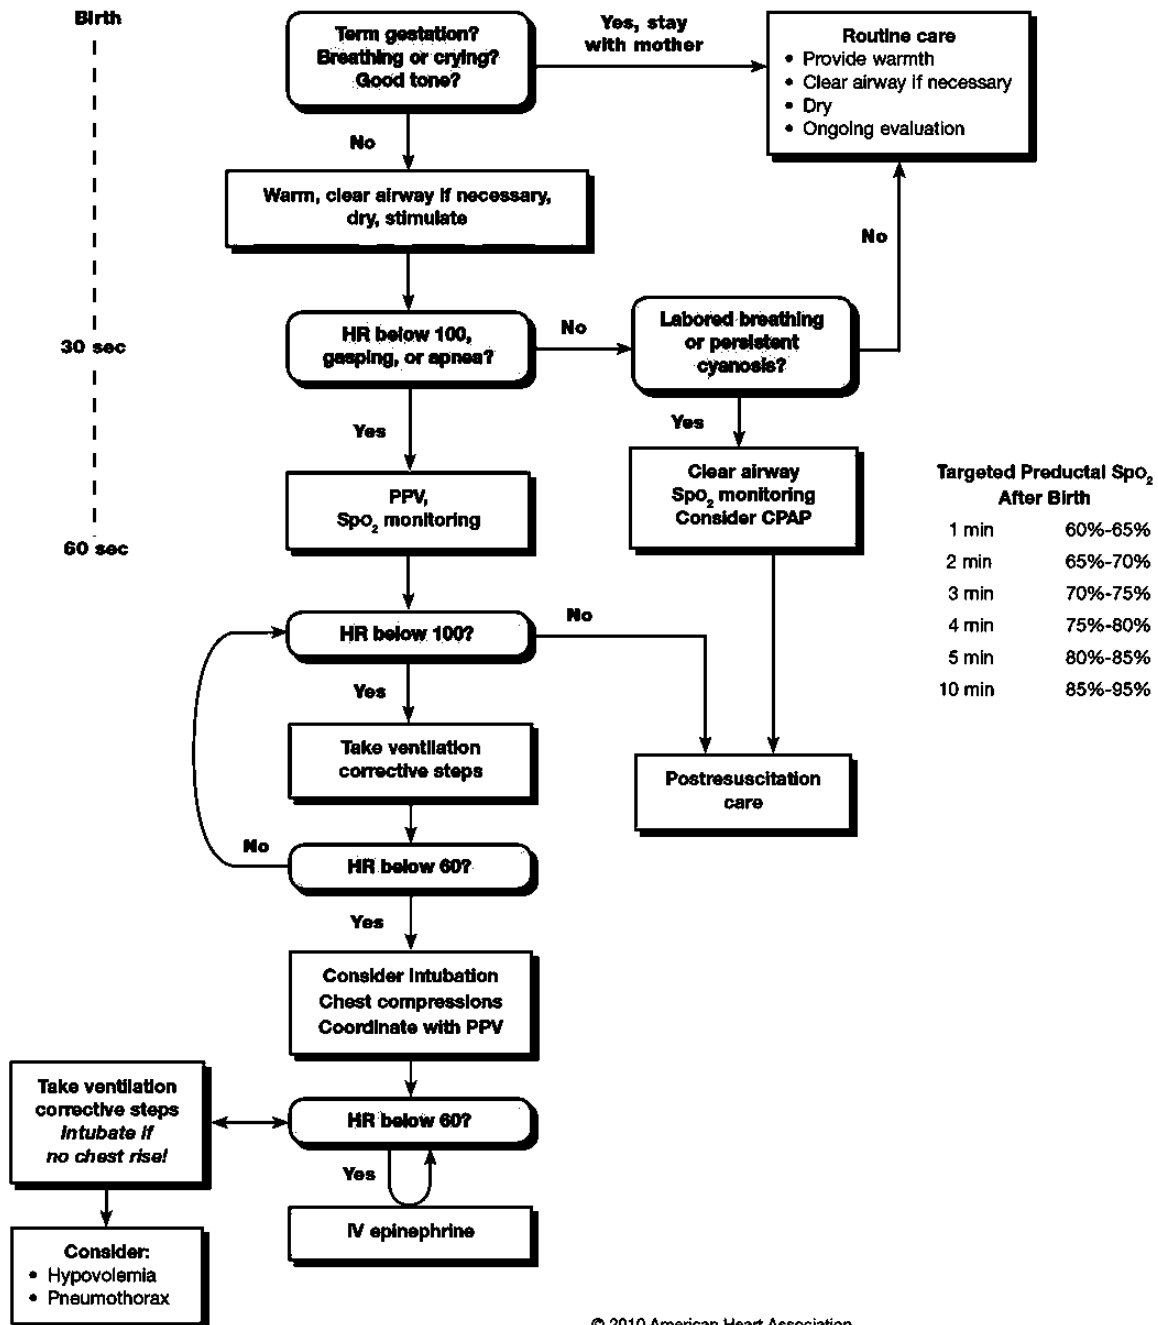 Birth
Term gestation?
Breathing or crying?
Good tone?
Yes, stay
with mother
Routine care
• Provide warmth
• Clear airway if necessary
• Dry
• Ongoing evaluation
No
Warm, clear airway if necessary,
dry, stimulate
No
30 sec
HR below 100,
gasping, or apnea?
No
Labored breathing
or persistent
cyanosis?
Yes
Yes
PPV,
SpO2 monitoring
Clear airway
SpO2 monitoring
Consider CPAP
60 sec
Targeted Preductal SpO2
After Birth
1 min 60%-65%
2 min 65%-70%
3 min 70%-75%
4 min 75%-80%
5 min 80%-85%
10 min 85%-95%
HR below 100?
No
Yes
Take ventilation
corrective steps
Postresuscitation
care
No
HR below 60?
Yes
Consider intubation
Chest compressions
Coordinate with PPV
Take ventilation
corrective steps
Intubate if
no chest rise!
HR below 60?
Yes
IV epinephrine
Consider:
• Hypovolemia
• Pneumothorax
© 2010 American Heart Association